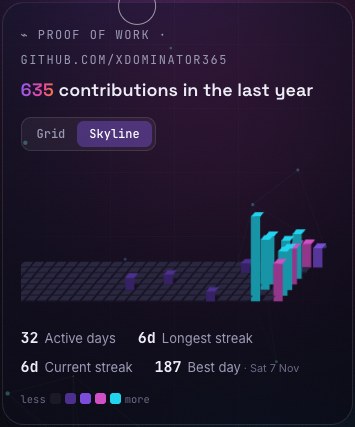 ⌁ PROOF OF WORK ·
GITHUB.COM/XDOMINATOR365
635 contributions in the last year
Grid Skyline
32 Active days 6d Longest streak
6d Current streak 187 Best day · Sat 7 Nov
less more